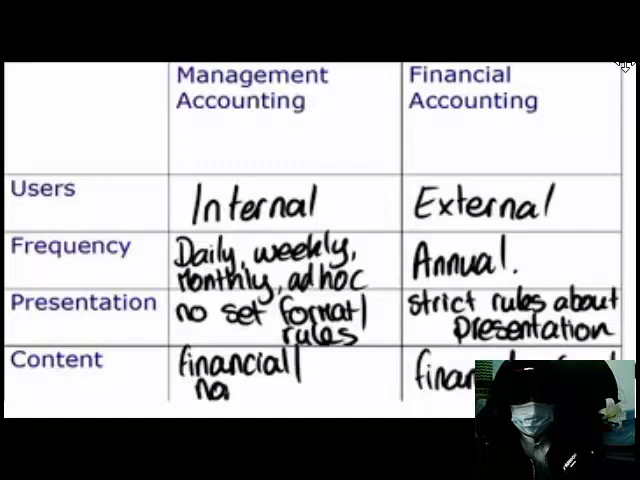 Management Accounting
Financial Accounting
Users
Internal
External
Frequency
Daily, weekly, monthly, ad hoc
Annual.
Presentation
no set format/ rules
strict rules about presentation
Content
financial/